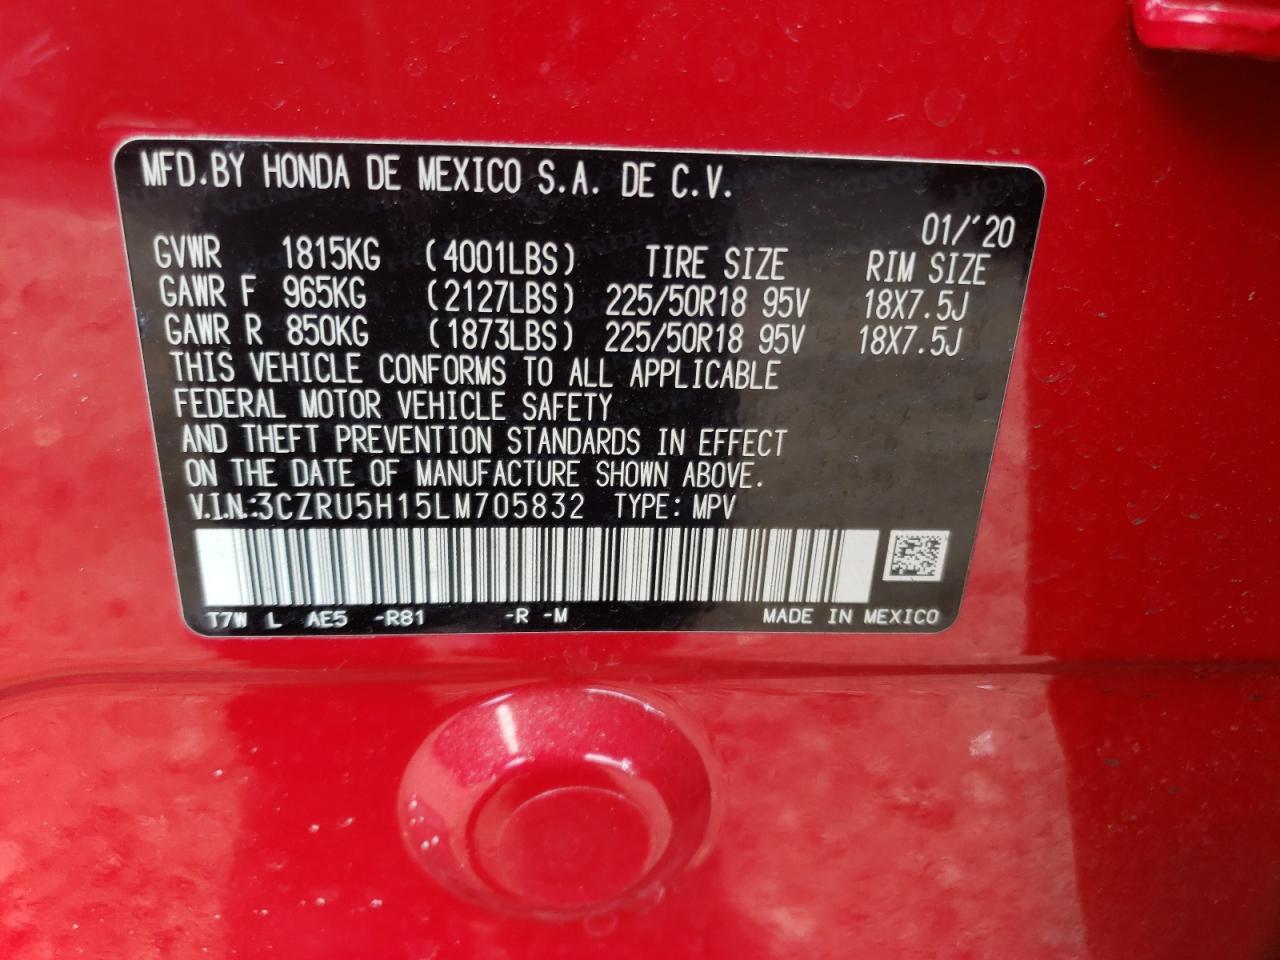 MFD.BY HONDA DE MEXICO S.A. DE C.V.
01/'20
GVWR 1815KG (4001LBS) TIRE SIZE RIM SIZE
GAWR F 965KG (2127LBS) 225/50R18 95V 18X7.5J
GAWR R 850KG (1873LBS) 225/50R18 95V 18X7.5J
THIS VEHICLE CONFORMS TO ALL APPLICABLE
FEDERAL MOTOR VEHICLE SAFETY
AND THEFT PREVENTION STANDARDS IN EFFECT
ON THE DATE OF MANUFACTURE SHOWN ABOVE.
V.I.N.:3CZRU5H15LM705832 TYPE: MPV
T7W L AE5 -R81 -R -M MADE IN MEXICO